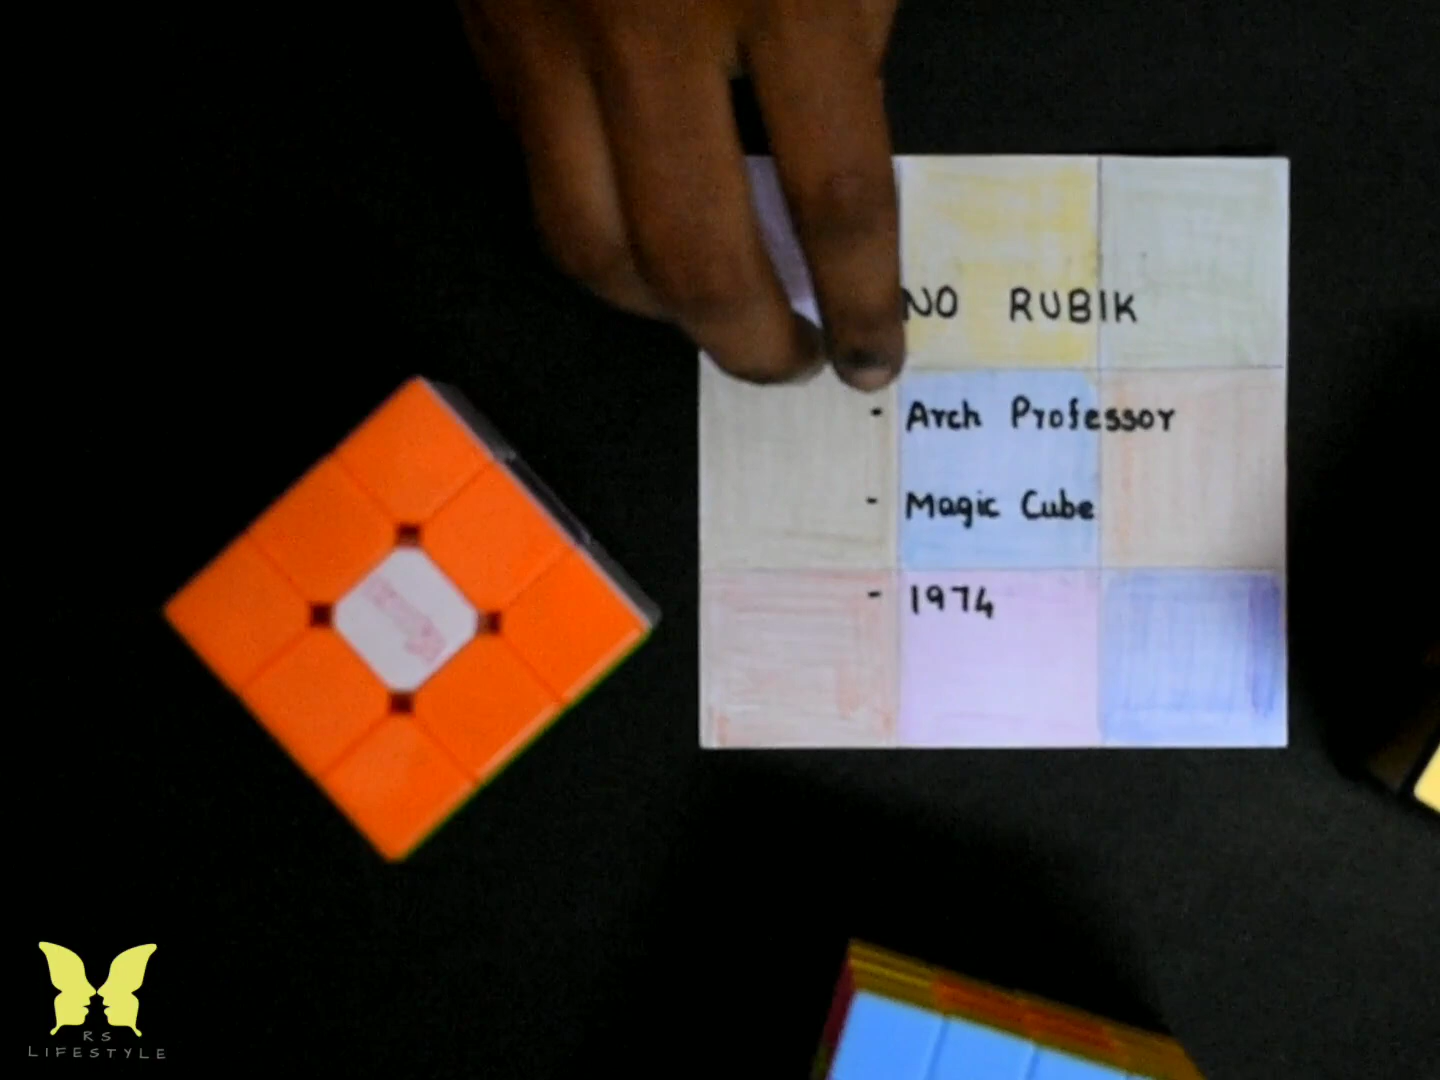 NO RUBIK
- Arch Professor
- Magic Cube
- 1974
RS
LIFESTYLE